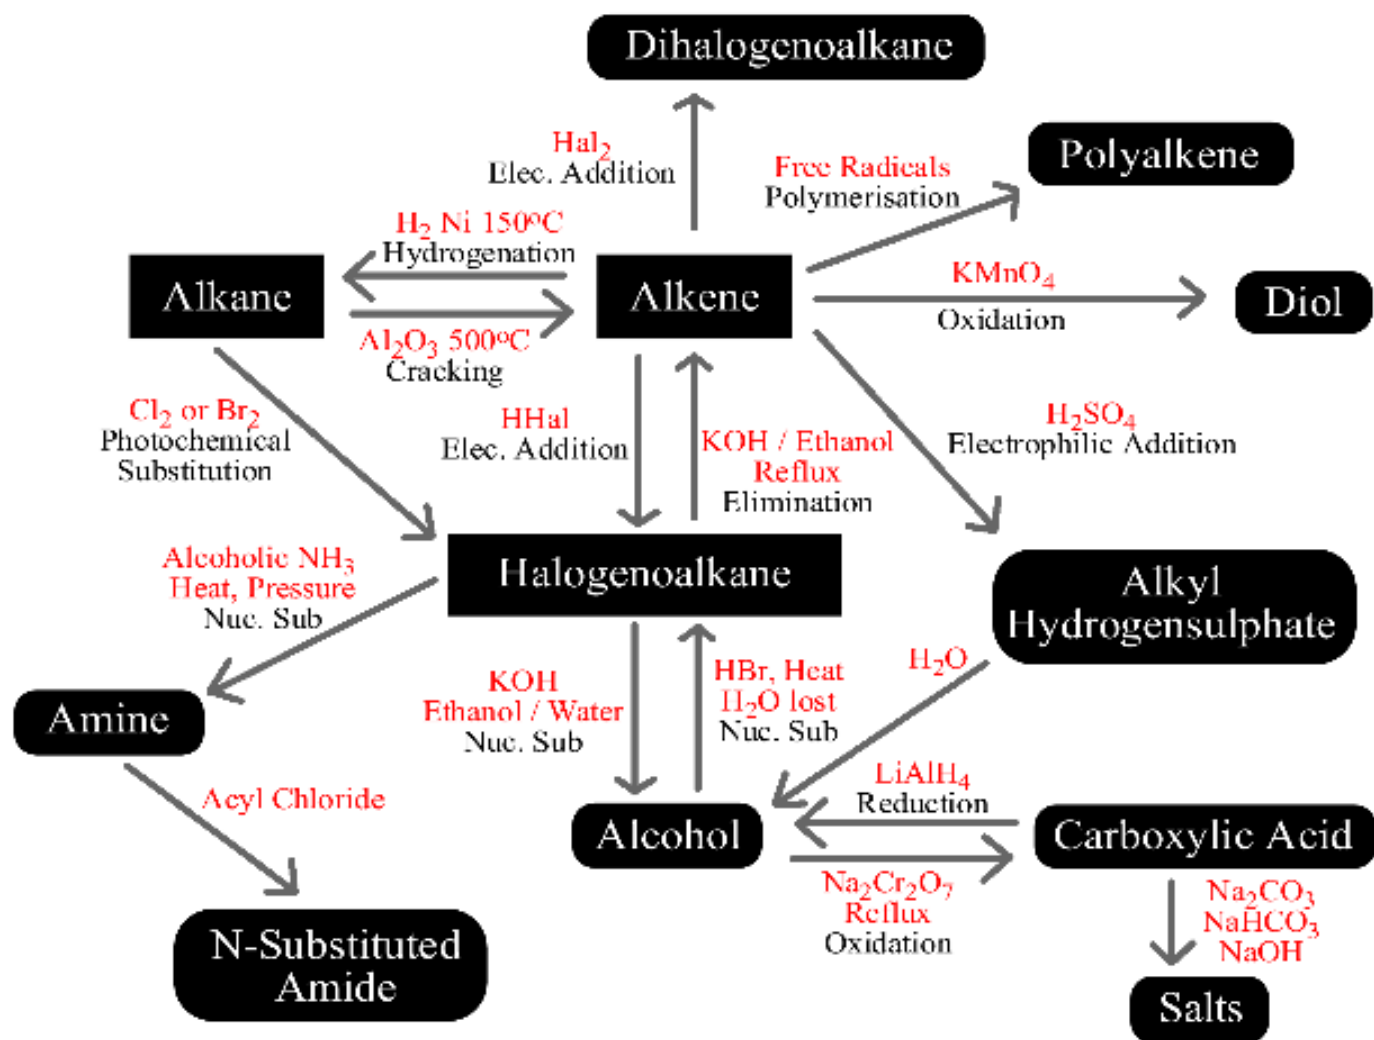 Dihalogenoalkane
Hal₂
Elec. Addition
Free Radicals
Polymerisation
Polyalkene
H₂ Ni 150ºC
Hydrogenation
Alkane
Alkene
KMnO₄
Oxidation
Diol
Al₂O₃ 500ºC
Cracking
Cl₂ or Br₂
Photochemical
Substitution
HHal
Elec. Addition
KOH / Ethanol
Reflux
Elimination
H₂SO₄
Electrophilic Addition
Alcoholic NH₃
Heat, Pressure
Nuc. Sub
Halogenoalkane
Alkyl
Hydrogensulphate
H₂O
Amine
KOH
Ethanol / Water
Nuc. Sub
HBr, Heat
H₂O lost
Nuc. Sub
Acyl Chloride
LiAlH₄
Reduction
Alcohol
Carboxylic Acid
Na₂Cr₂O₇
Reflux
Oxidation
Na₂CO₃
NaHCO₃
NaOH
N-Substituted
Amide
Salts